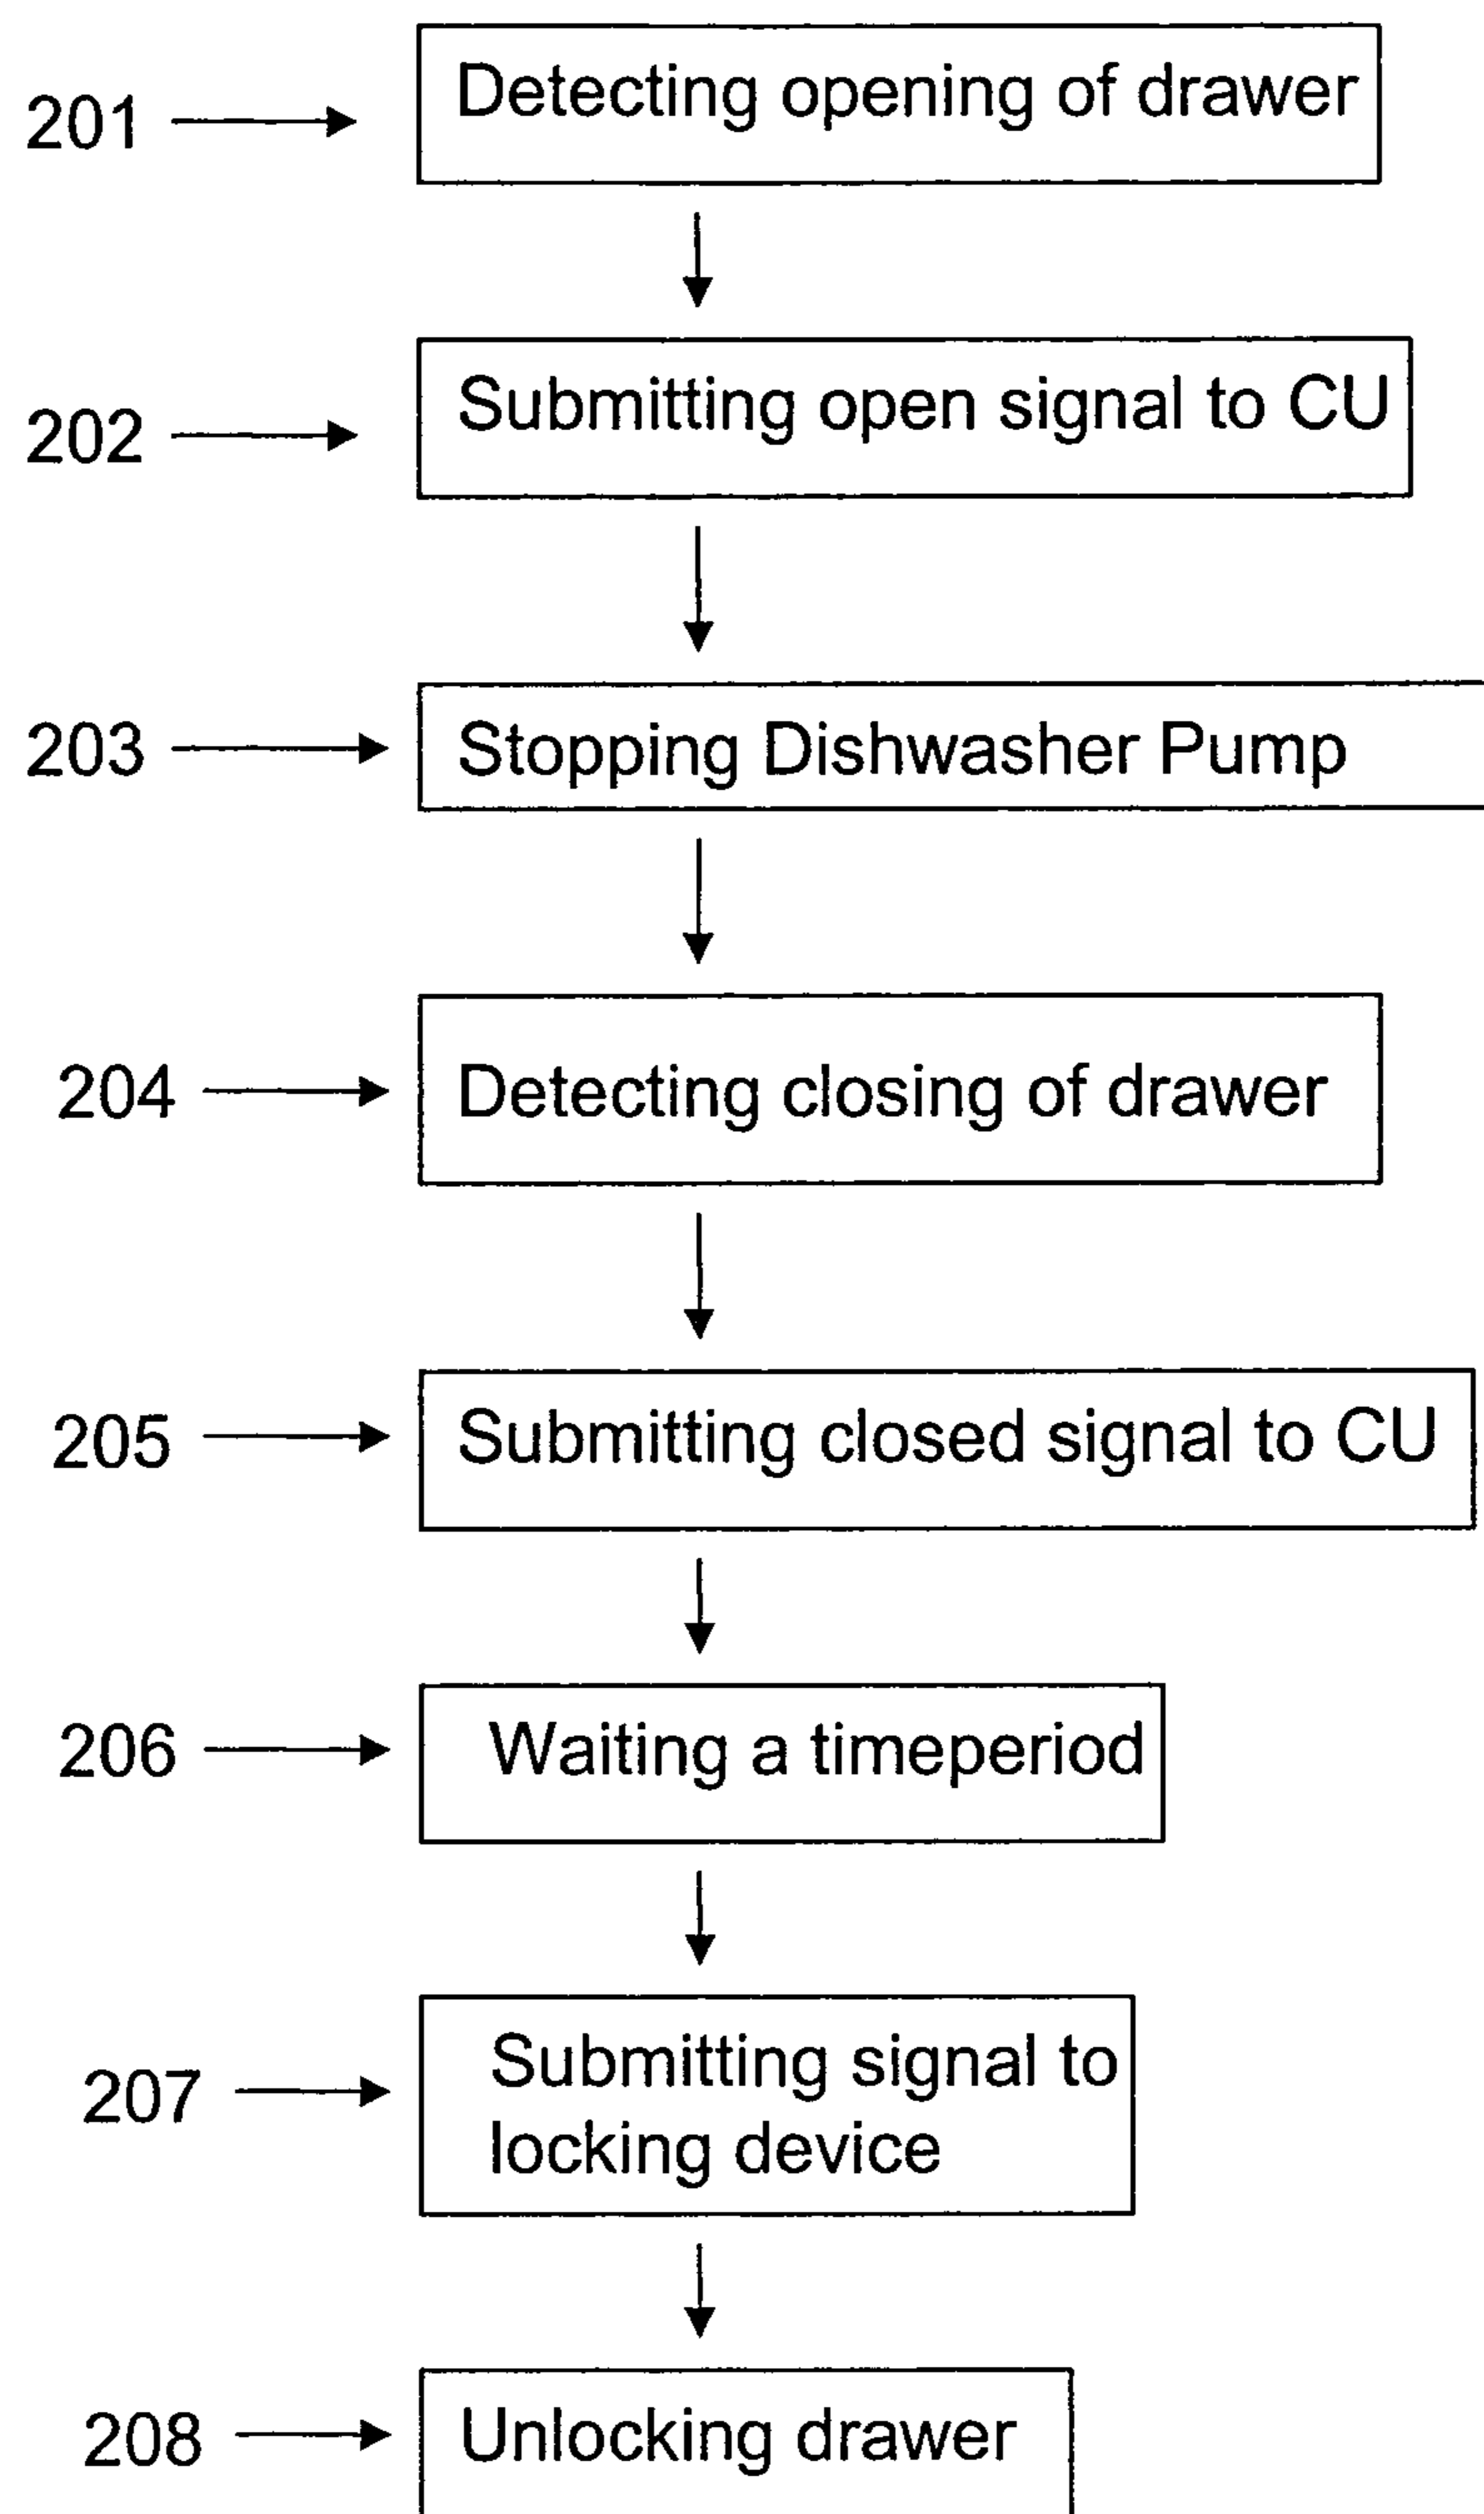 201 Detecting opening of drawer
202 Submitting open signal to CU
203 Stopping Dishwasher Pump
204 Detecting closing of drawer
205 Submitting closed signal to CU
206 Waiting a timeperiod
207 Submitting signal to
locking device
208 Unlocking drawer